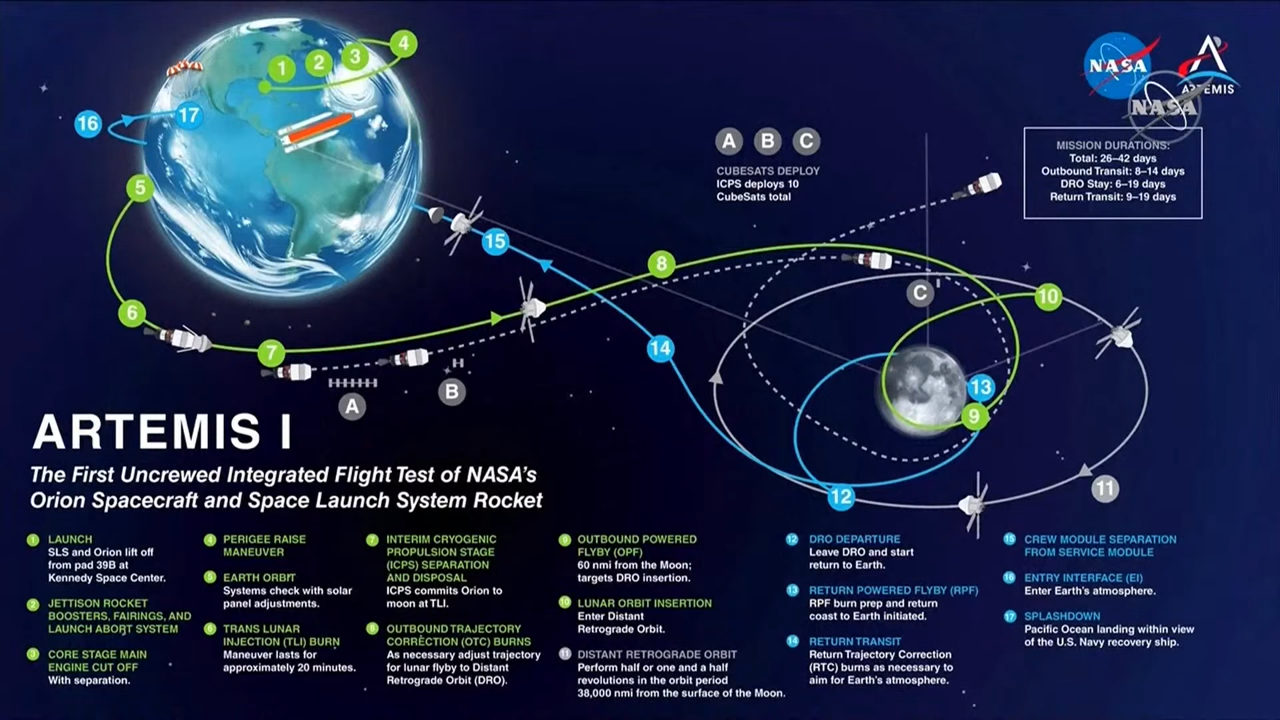 1
2
3
4
16
17
5
6
7
A
B
8
15
14
A B C
CUBESATS DEPLOY
ICPS deploys 10
CubeSats total
C
10
13
9
12
11
NASA
ARTEMIS
NASA
MISSION DURATIONS:
Total: 26–42 days
Outbound Transit: 8–14 days
DRO Stay: 6–19 days
Return Transit: 9–19 days
ARTEMIS I
The First Uncrewed Integrated Flight Test of NASA's
Orion Spacecraft and Space Launch System Rocket
1 LAUNCH
SLS and Orion lift off
from pad 39B at
Kennedy Space Center.
2 JETTISON ROCKET
BOOSTERS, FAIRINGS, AND
LAUNCH ABORT SYSTEM
3 CORE STAGE MAIN
ENGINE CUT OFF
With separation.
4 PERIGEE RAISE
MANEUVER
5 EARTH ORBIT
Systems check with solar
panel adjustments.
6 TRANS LUNAR
INJECTION (TLI) BURN
Maneuver lasts for
approximately 20 minutes.
7 INTERIM CRYOGENIC
PROPULSION STAGE
(ICPS) SEPARATION
AND DISPOSAL
ICPS commits Orion to
moon at TLI.
8 OUTBOUND TRAJECTORY
CORRECTION (OTC) BURNS
As necessary adjust trajectory
for lunar flyby to Distant
Retrograde Orbit (DRO).
9 OUTBOUND POWERED
FLYBY (OPF)
60 nmi from the Moon;
targets DRO insertion.
10 LUNAR ORBIT INSERTION
Enter Distant
Retrograde Orbit.
11 DISTANT RETROGRADE ORBIT
Perform half or one and a half
revolutions in the orbit period
38,000 nmi from the surface of the Moon.
12 DRO DEPARTURE
Leave DRO and start
return to Earth.
13 RETURN POWERED FLYBY (RPF)
RPF burn prep and return
coast to Earth initiated.
14 RETURN TRANSIT
Return Trajectory Correction
(RTC) burns as necessary to
aim for Earth's atmosphere.
15 CREW MODULE SEPARATION
FROM SERVICE MODULE
16 ENTRY INTERFACE (EI)
Enter Earth's atmosphere.
17 SPLASHDOWN
Pacific Ocean landing within view
of the U.S. Navy recovery ship.